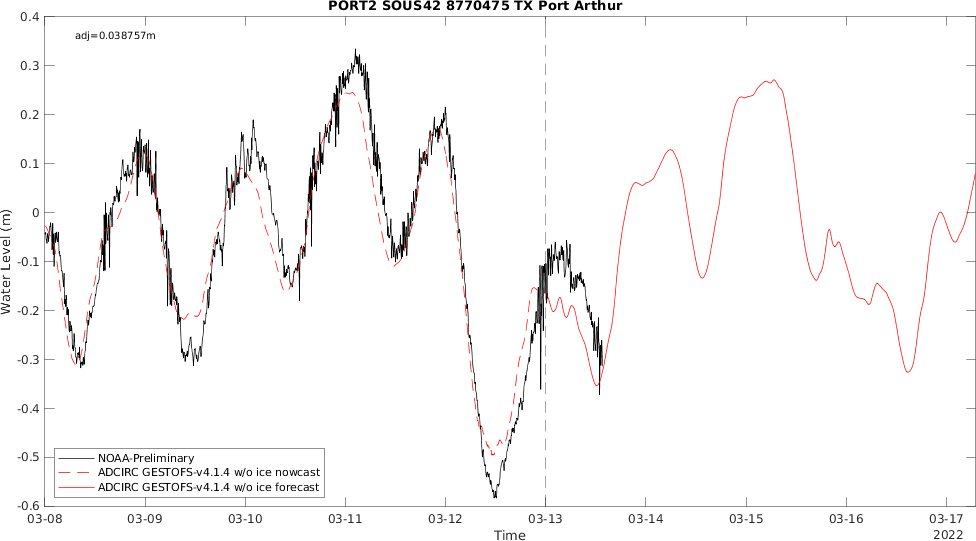 PORT2 SOUS42 8770475 TX Port Arthur
adj=0.038757m
0.4
0.3
0.2
0.1
0
-0.1
-0.2
-0.3
-0.4
-0.5
-0.6
Water Level (m)
NOAA-Preliminary
ADCIRC GESTOFS-v4.1.4 w/o ice nowcast
ADCIRC GESTOFS-v4.1.4 w/o ice forecast
03-08 03-09 03-10 03-11 03-12 03-13 03-14 03-15 03-16 03-17
Time
2022